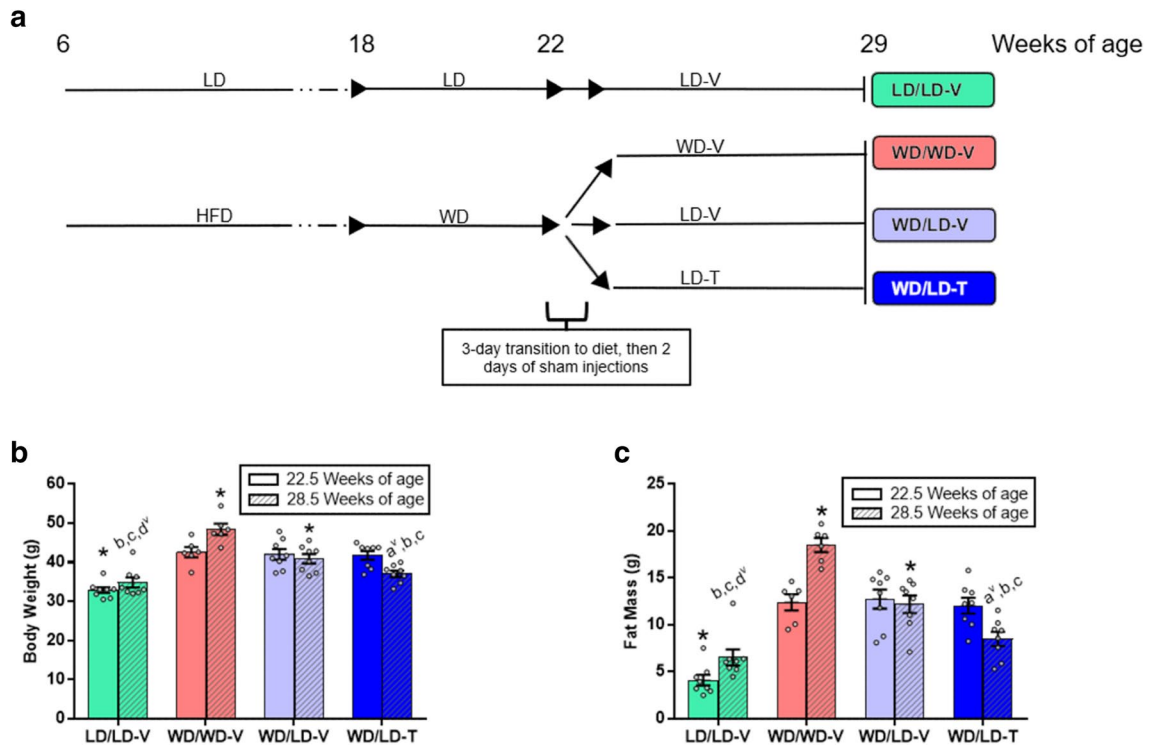 a
6 18 22 29 Weeks of age
LD LD LD-V LD/LD-V
WD-V WD/WD-V
HFD WD LD-V WD/LD-V
LD-T WD/LD-T
3-day transition to diet, then 2
days of sham injections
b
22.5 Weeks of age
28.5 Weeks of age
Body Weight (g)
60
50
40
30
20
10
0
* b,c,dᵛ * * aᵛ,b,c
LD/LD-V WD/WD-V WD/LD-V WD/LD-T
c
22.5 Weeks of age
28.5 Weeks of age
Fat Mass (g)
25
20
15
10
5
0
* b,c,dᵛ * * aᵛ,b,c
LD/LD-V WD/WD-V WD/LD-V WD/LD-T